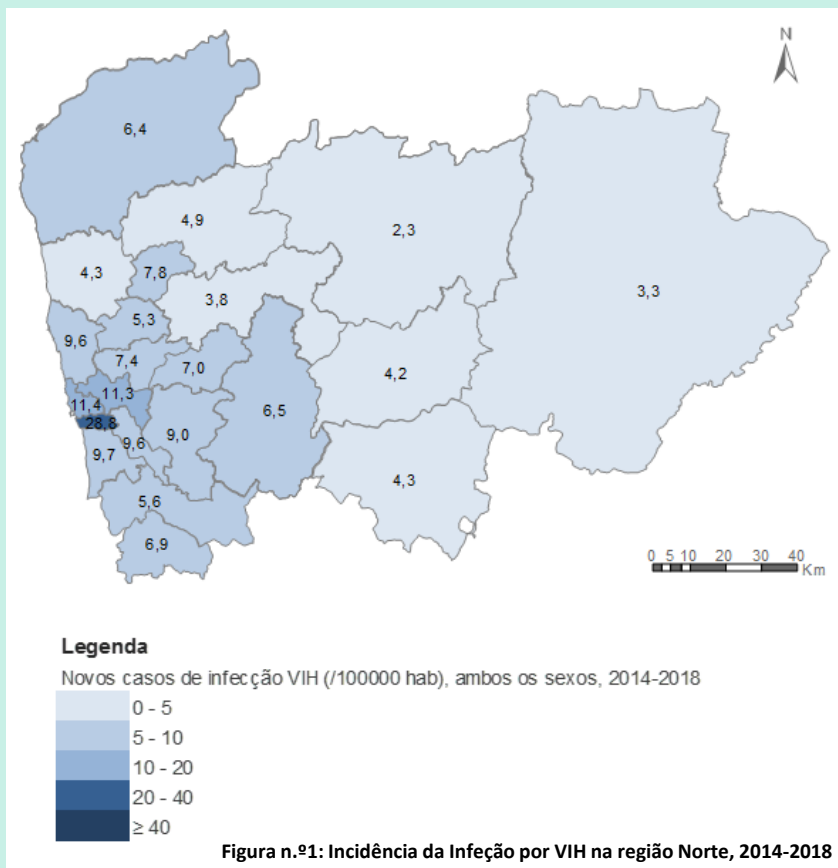 N
6,4
4,9
2,3
4,3
7,8
3,3
3,8
5,3
9,6
7,4
7,0
4,2
11,3
11,4
6,5
28,8
9,6
9,0
9,7
4,3
5,6
6,9
0 5 10 20 30 40
Km
Legenda
Novos casos de infecção VIH (/100000 hab), ambos os sexos, 2014-2018
0 - 5
5 - 10
10 - 20
20 - 40
≥ 40
Figura n.º1: Incidência da Infeção por VIH na região Norte, 2014-2018